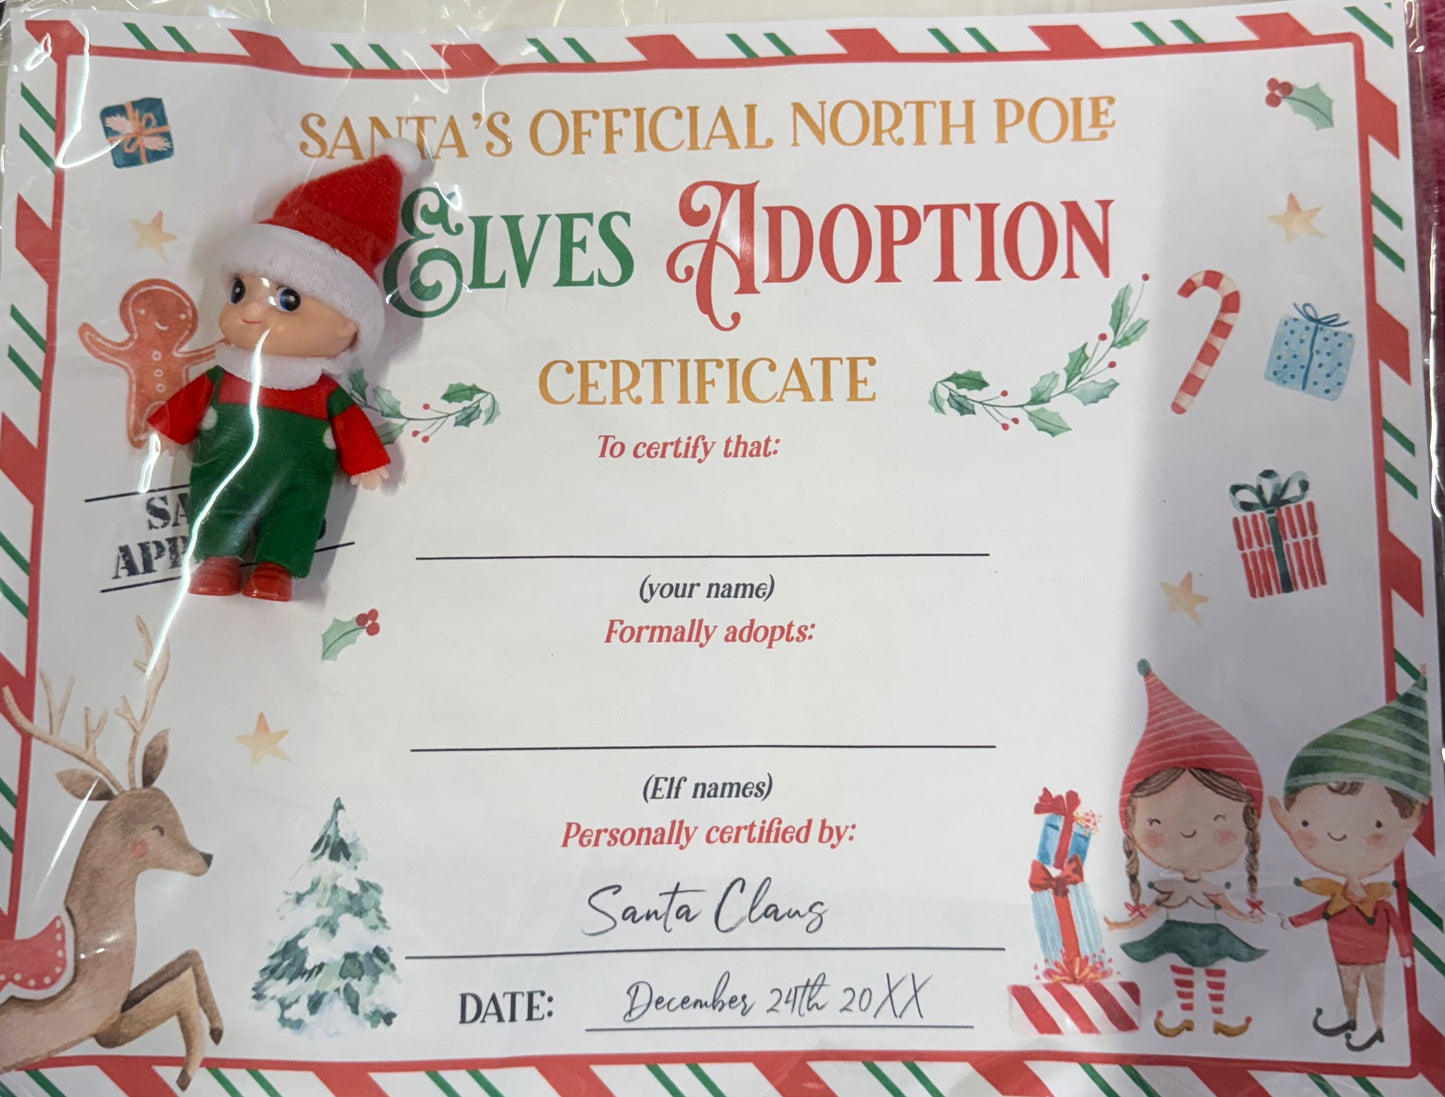 SANTA'S OFFICIAL NORTH POLE
ELVES ADOPTION
CERTIFICATE
To certify that:
(your name)
Formally adopts:
(Elf names)
Personally certified by:
Santa Claus
DATE: December 24th 20XX